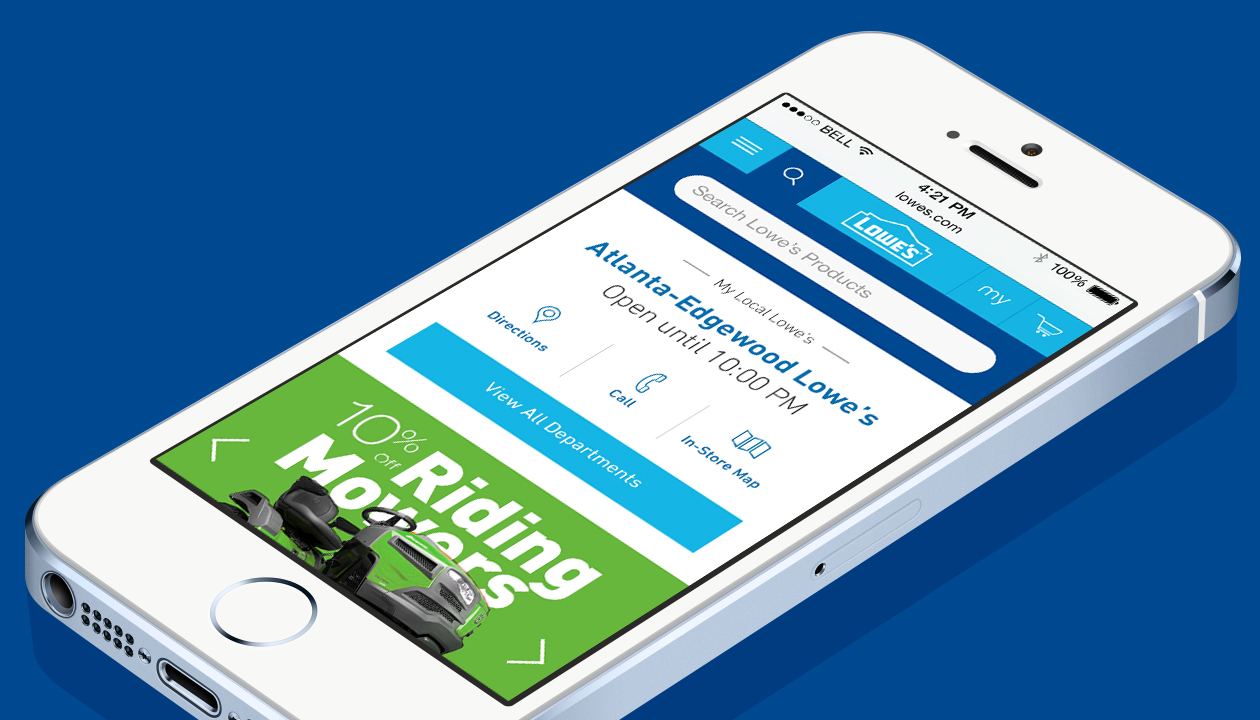 BELL
4:21 PM
100%
lowes.com
LOWE'S
my
Search Lowe's Products
My Local Lowe's
Atlanta-Edgewood Lowe's
Open until 10:00 PM
Directions
Call
In-Store Map
View All Departments
10% off Riding
Mowers